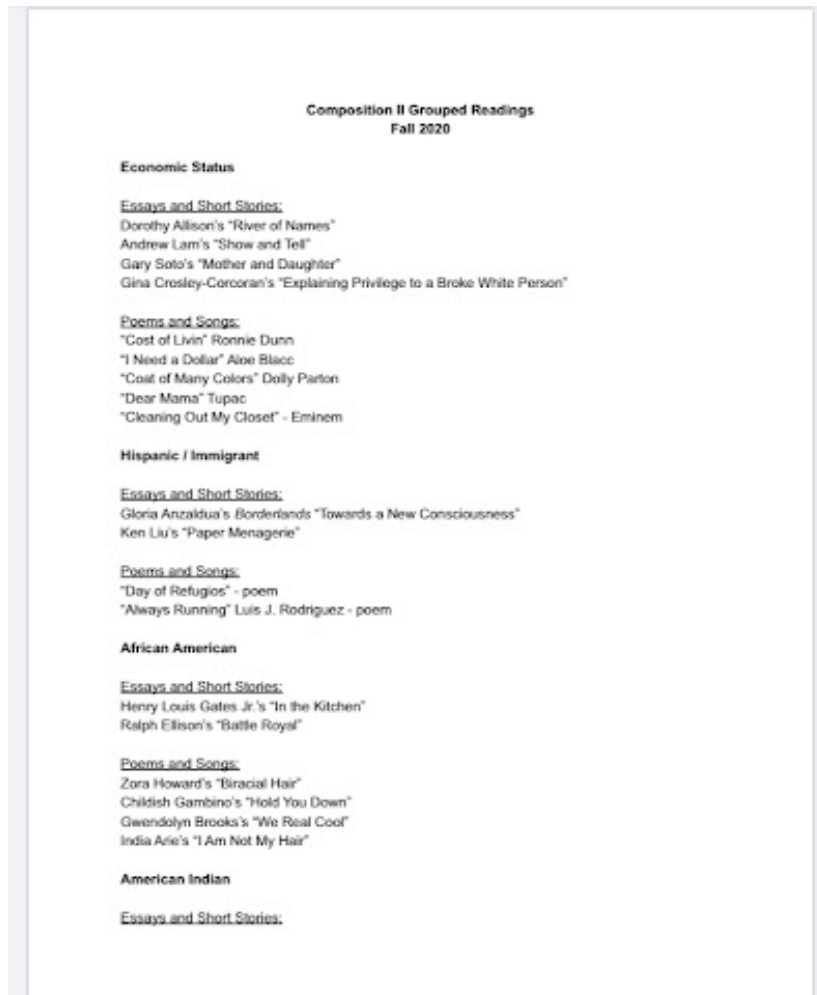 Composition II Grouped Readings
Fall 2020
Economic Status
Essays and Short Stories:
Dorothy Allison's "River of Names"
Andrew Lam's "Show and Tell"
Gary Soto's "Mother and Daughter"
Gina Crosley-Corcoran's "Explaining Privilege to a Broke White Person"
Poems and Songs:
"Cost of Livin" Ronnie Dunn
"I Need a Dollar" Aloe Blacc
"Coat of Many Colors" Dolly Parton
"Dear Mama" Tupac
"Cleaning Out My Closet" - Eminem
Hispanic / Immigrant
Essays and Short Stories:
Gloria Anzaldua's Borderlands "Towards a New Consciousness"
Ken Liu's "Paper Menagerie"
Poems and Songs:
"Day of Refugios" - poem
"Always Running" Luis J. Rodriguez - poem
African American
Essays and Short Stories:
Henry Louis Gates Jr.'s "In the Kitchen"
Ralph Ellison's "Battle Royal"
Poems and Songs:
Zora Howard's "Biracial Hair"
Childish Gambino's "Hold You Down"
Gwendolyn Brooks's "We Real Cool"
India Arie's "I Am Not My Hair"
American Indian
Essays and Short Stories: